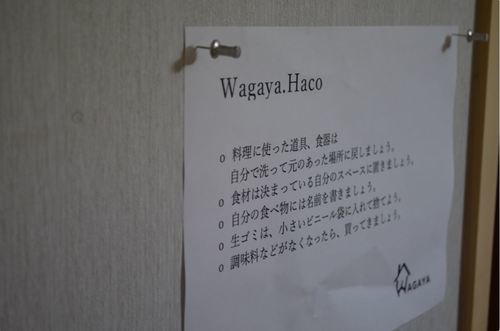 Wagaya.Haco
o 料理に使った道具、食器は
自分で洗って元のあった場所に戻しましょう。
o 食材は決まっている自分のスペースに置きましょう。
o 自分の食べ物には名前を書きましょう。
o 生ゴミは、小さいビニール袋に入れて捨てよう。
o 調味料などがなくなったら、買ってきましょう。
WAGAYA